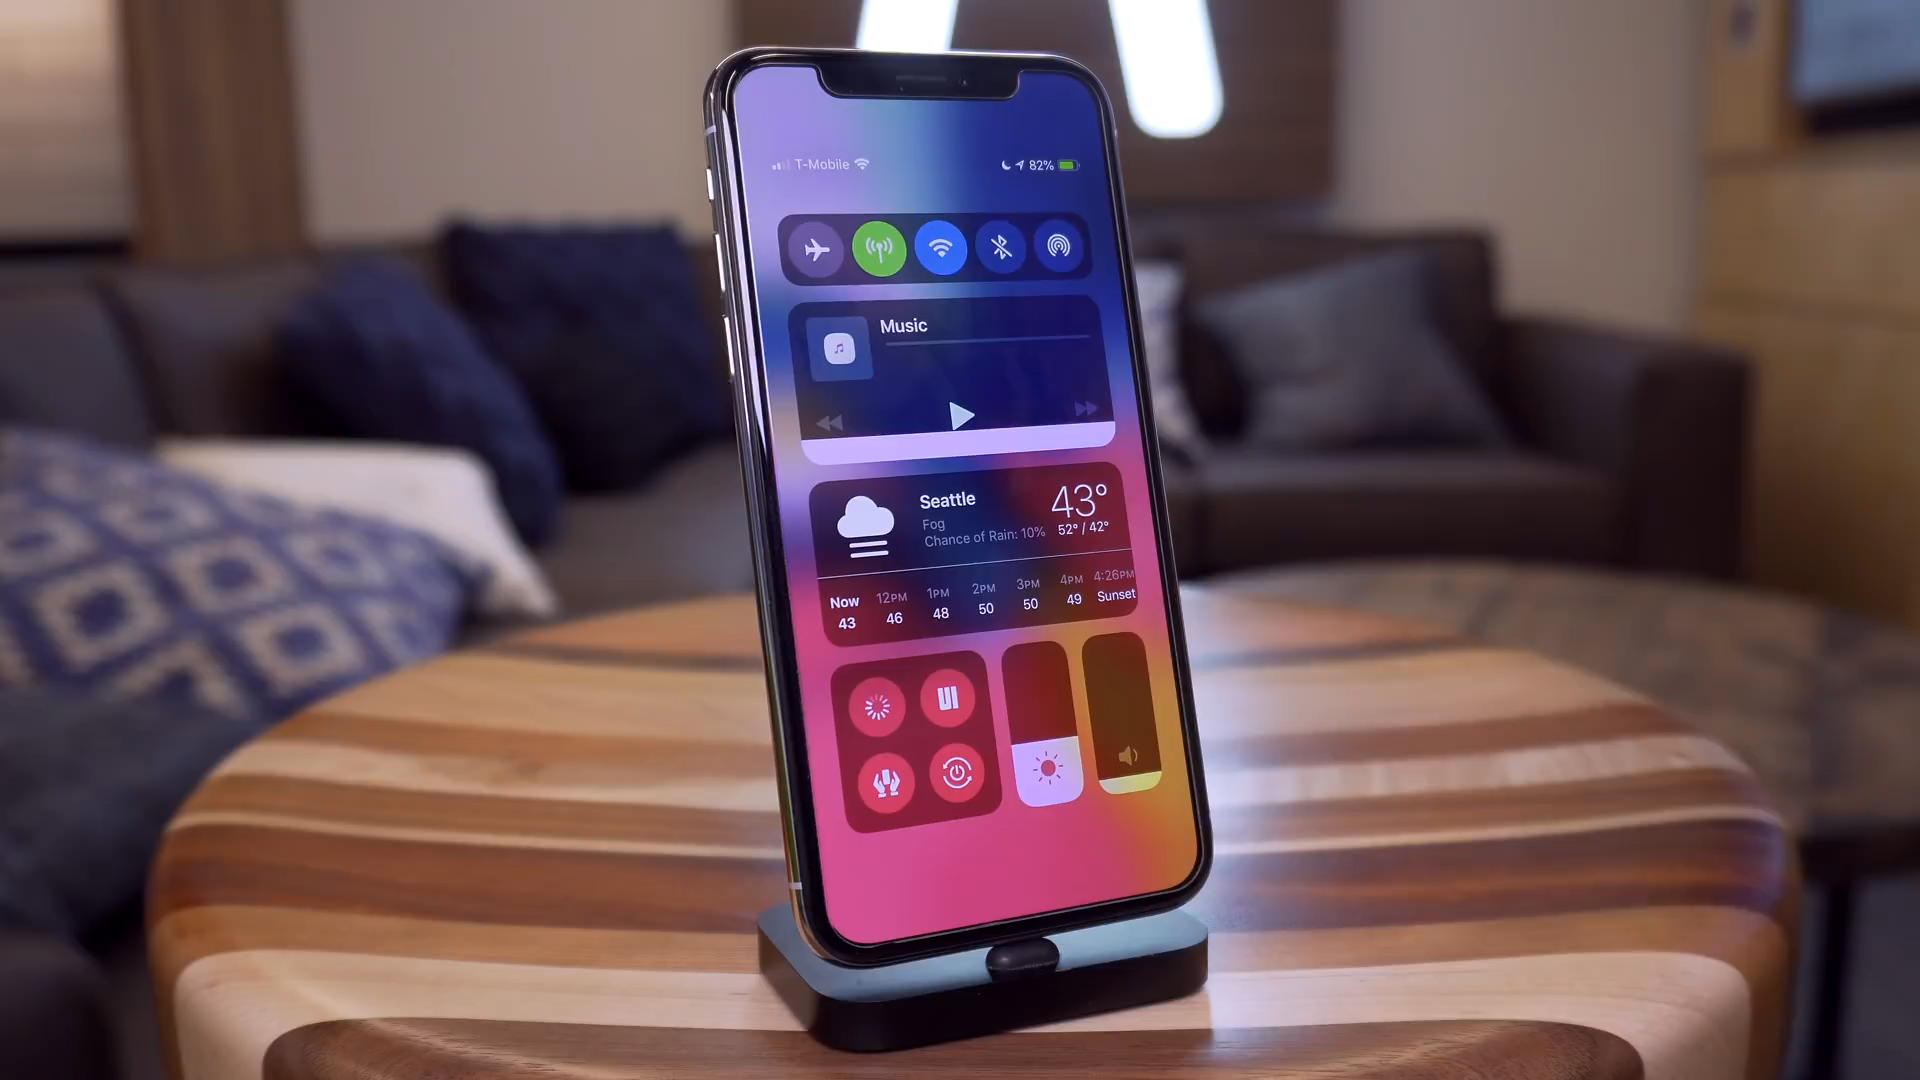 T-Mobile 82%
Music
Seattle 43°
Fog 52° / 42°
Chance of Rain: 10%
Now 12PM 1PM 2PM 3PM 4PM 4:26PM
43 46 48 50 50 49 Sunset